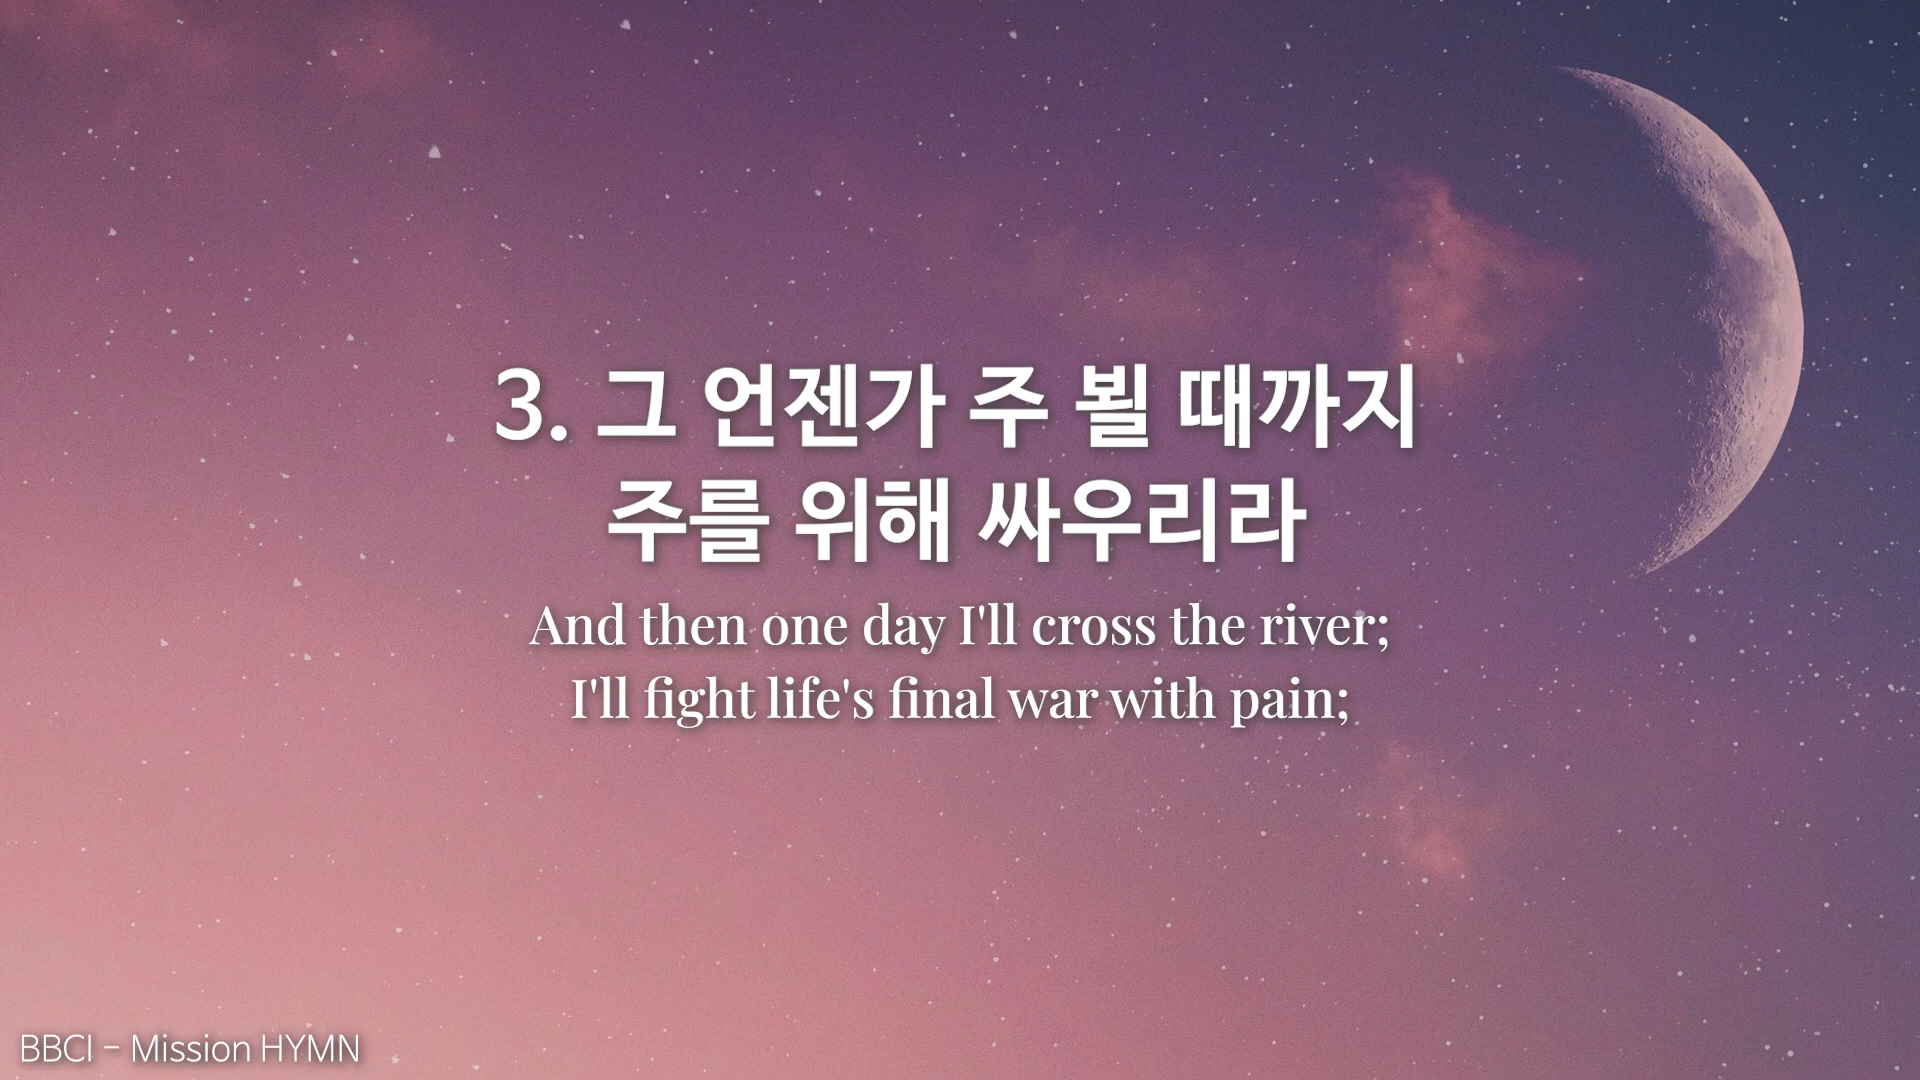 3. 그 언젠가 주 뵐 때까지
주를 위해 싸우리라
And then one day I'll cross the river;
I'll fight life's final war with pain;
BBCI - Mission HYMN